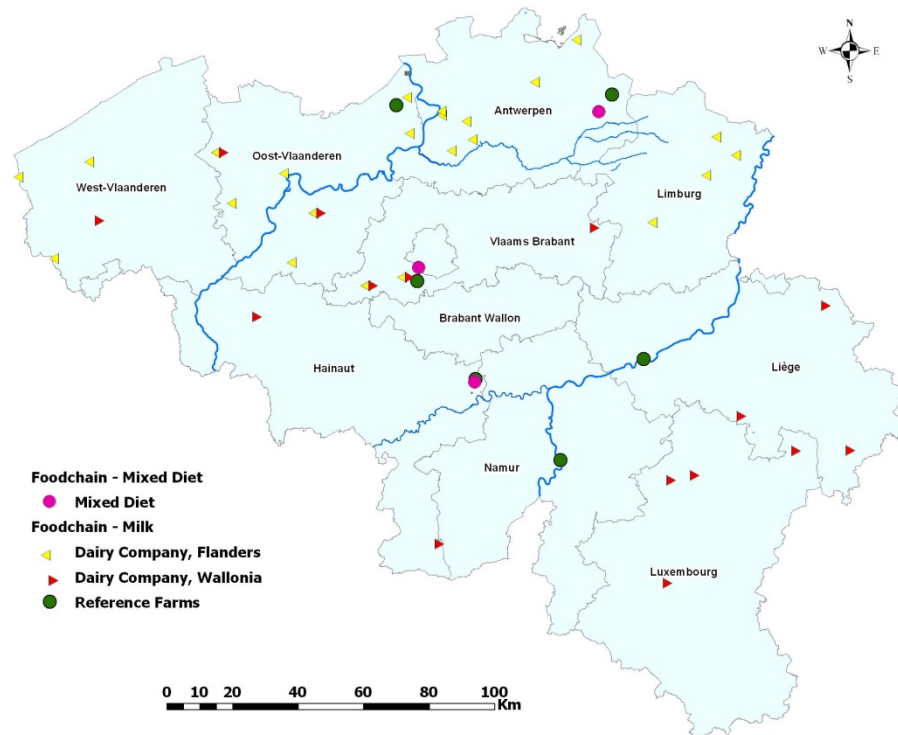 N
W E
S
Antwerpen
Oost-Vlaanderen
West-Vlaanderen
Limburg
Vlaams Brabant
Brabant Wallon
Hainaut
Liège
Namur
Luxembourg
Foodchain - Mixed Diet
Mixed Diet
Foodchain - Milk
Dairy Company, Flanders
Dairy Company, Wallonia
Reference Farms
0 10 20 40 60 80 100
Km